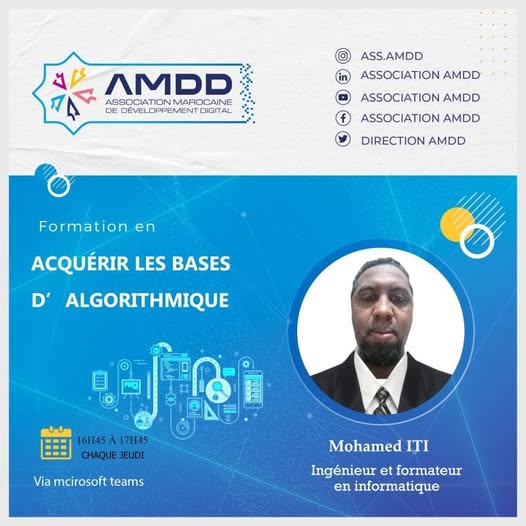 AMDD
ASSOCIATION MAROCAINE
DE DÉVELOPPEMENT DIGITAL
ASS.AMDD
ASSOCIATION AMDD
ASSOCIATION AMDD
ASSOCIATION AMDD
DIRECTION AMDD
Formation en
ACQUÉRIR LES BASES
D’ ALGORITHMIQUE
16H45 À 17H45
CHAQUE JEUDI
Via mcirosoft teams
Mohamed ITI
Ingénieur et formateur
en informatique